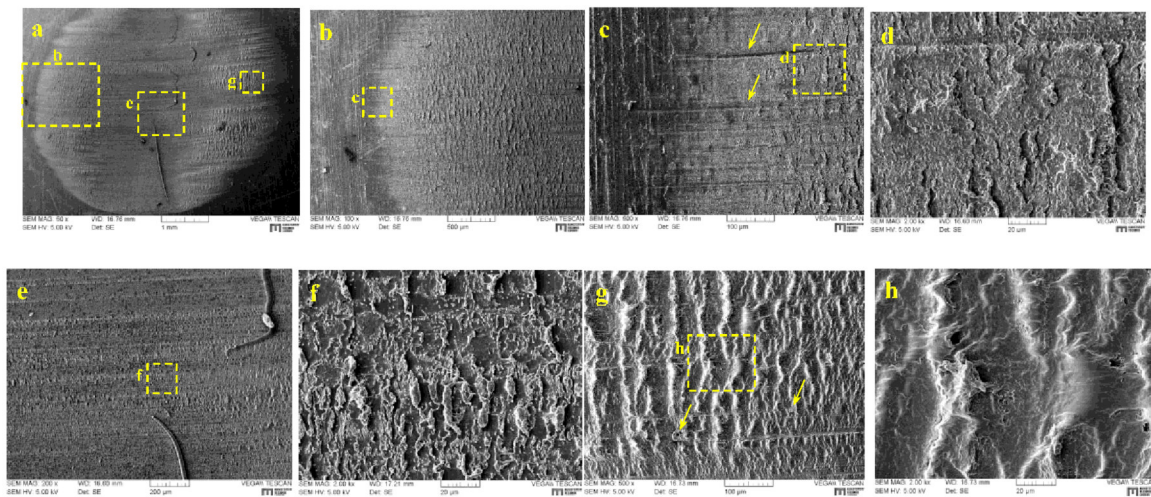 a
b
e
g
SEM MAG: 50 x WD: 16.76 mm VEGA\\ TESCAN
SEM HV: 5.00 kV Det: SE 1 mm
b
c
SEM MAG: 100 x WD: 16.76 mm VEGA\\ TESCAN
SEM HV: 5.00 kV Det: SE 500 µm
c
d
SEM MAG: 500 x WD: 16.76 mm VEGA\\ TESCAN
SEM HV: 5.00 kV Det: SE 100 µm
d
SEM MAG: 2.00 kx WD: 16.60 mm VEGA\\ TESCAN
SEM HV: 5.00 kV Det: SE 20 µm
e
f
SEM MAG: 200 x WD: 16.60 mm VEGA\\ TESCAN
SEM HV: 5.00 kV Det: SE 200 µm
f
SEM MAG: 2.00 kx WD: 17.21 mm VEGA\\ TESCAN
SEM HV: 5.00 kV Det: SE 20 µm
g
h
SEM MAG: 500 x WD: 16.73 mm VEGA\\ TESCAN
SEM HV: 5.00 kV Det: SE 100 µm
h
SEM MAG: 2.00 kx WD: 16.73 mm VEGA\\ TESCAN
SEM HV: 5.00 kV Det: SE 20 µm